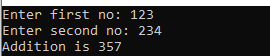 Enter first no: 123
Enter second no: 234
Addition is 357